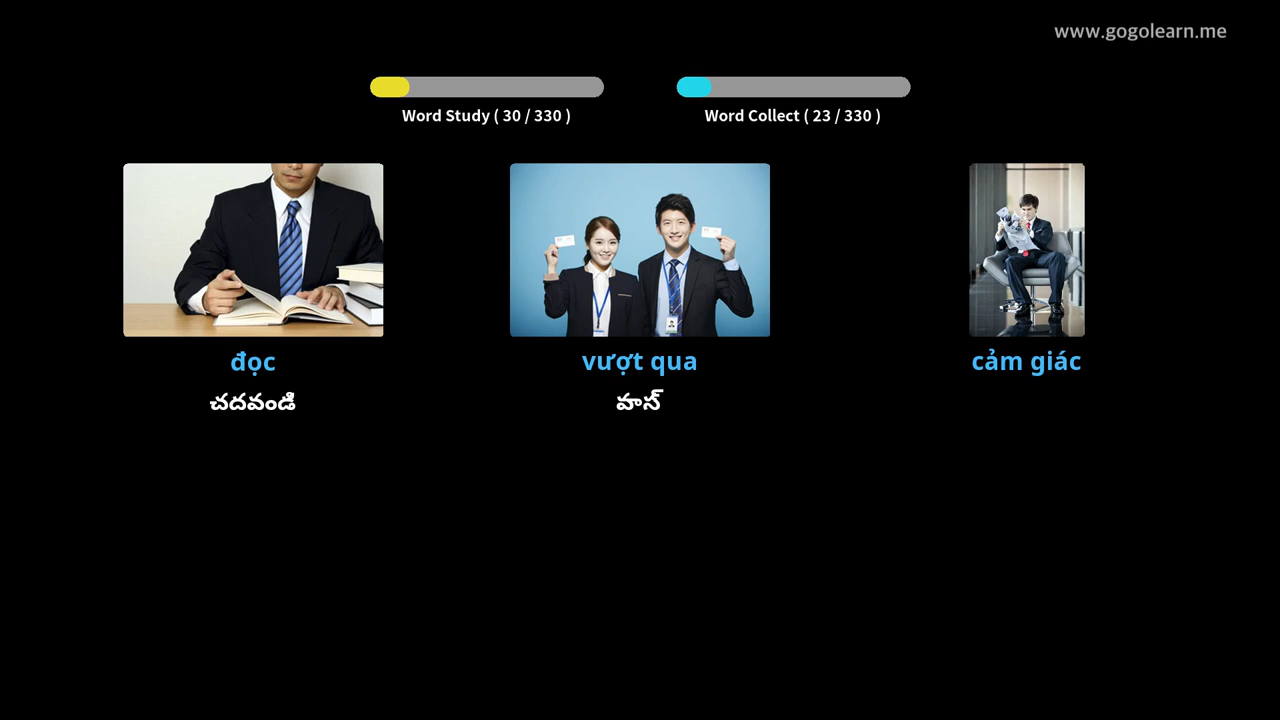 www.gogolearn.me
Word Study ( 30 / 330 )
Word Collect ( 23 / 330 )
đọc
vượt qua
cảm giác
చదవండి
పాస్